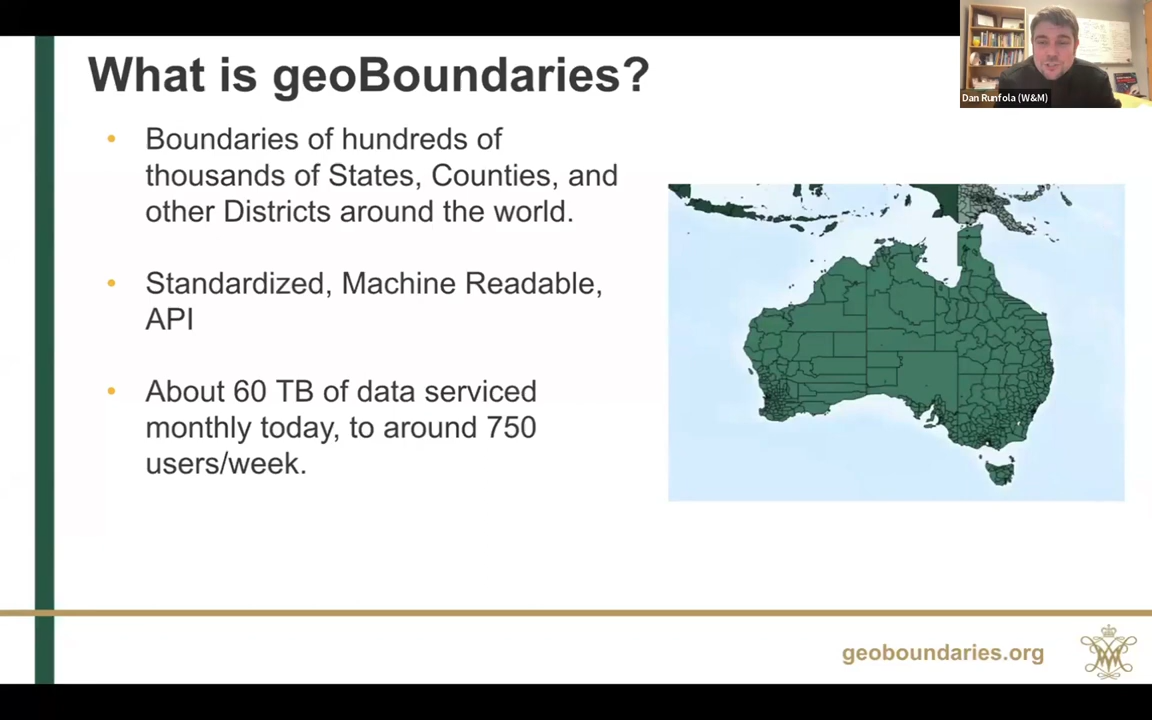 What is geoBoundaries?
Dan Runfola (W&M)
• Boundaries of hundreds of
thousands of States, Counties, and
other Districts around the world.
• Standardized, Machine Readable,
API
• About 60 TB of data serviced
monthly today, to around 750
users/week.
geoboundaries.org